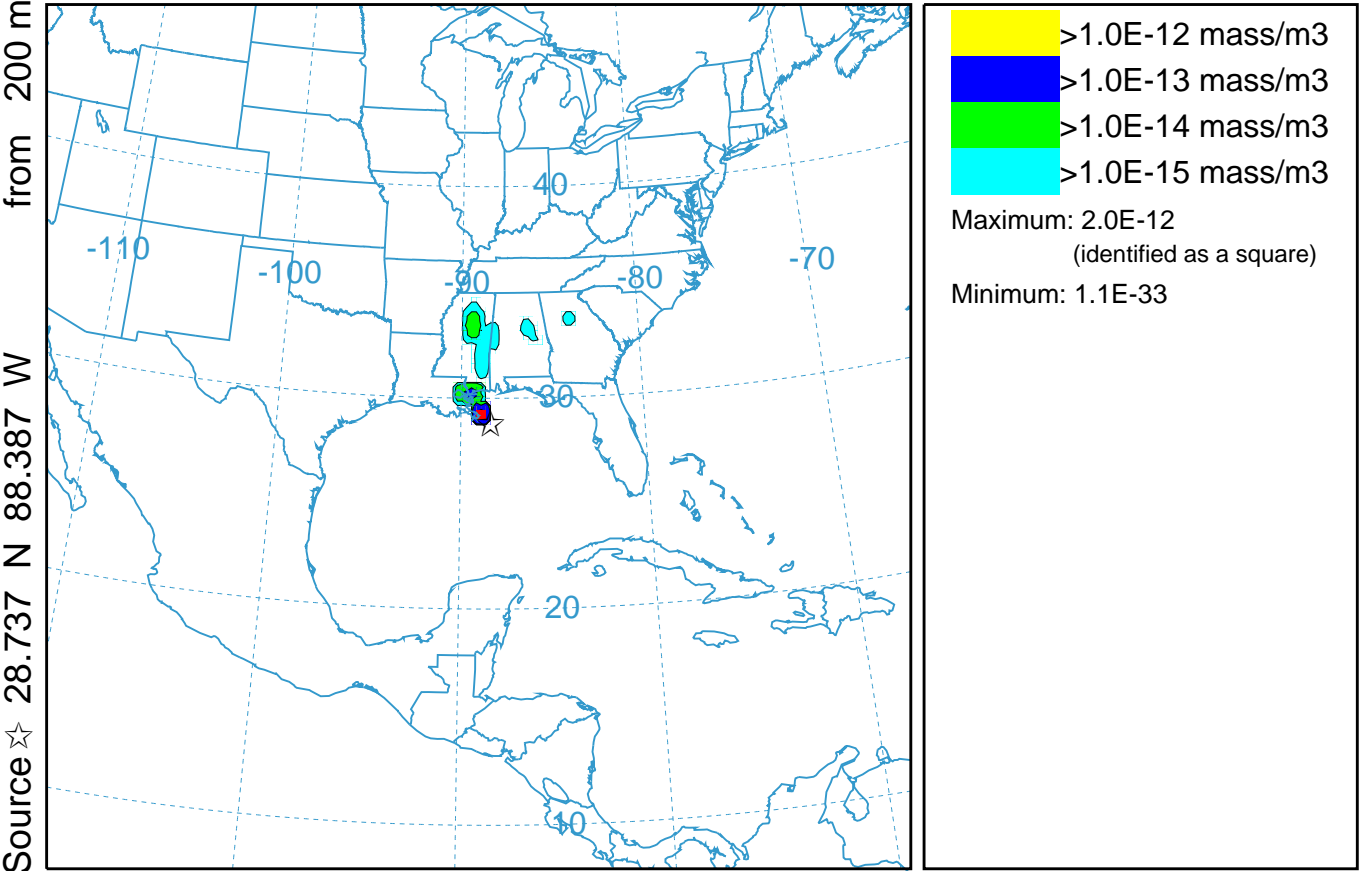 Source ☆ 28.737 N 88.387 W from 200 m
-110
-100
-90
-80
-70
40
30
20
10
>1.0E-12 mass/m3
>1.0E-13 mass/m3
>1.0E-14 mass/m3
>1.0E-15 mass/m3
Maximum: 2.0E-12
(identified as a square)
Minimum: 1.1E-33